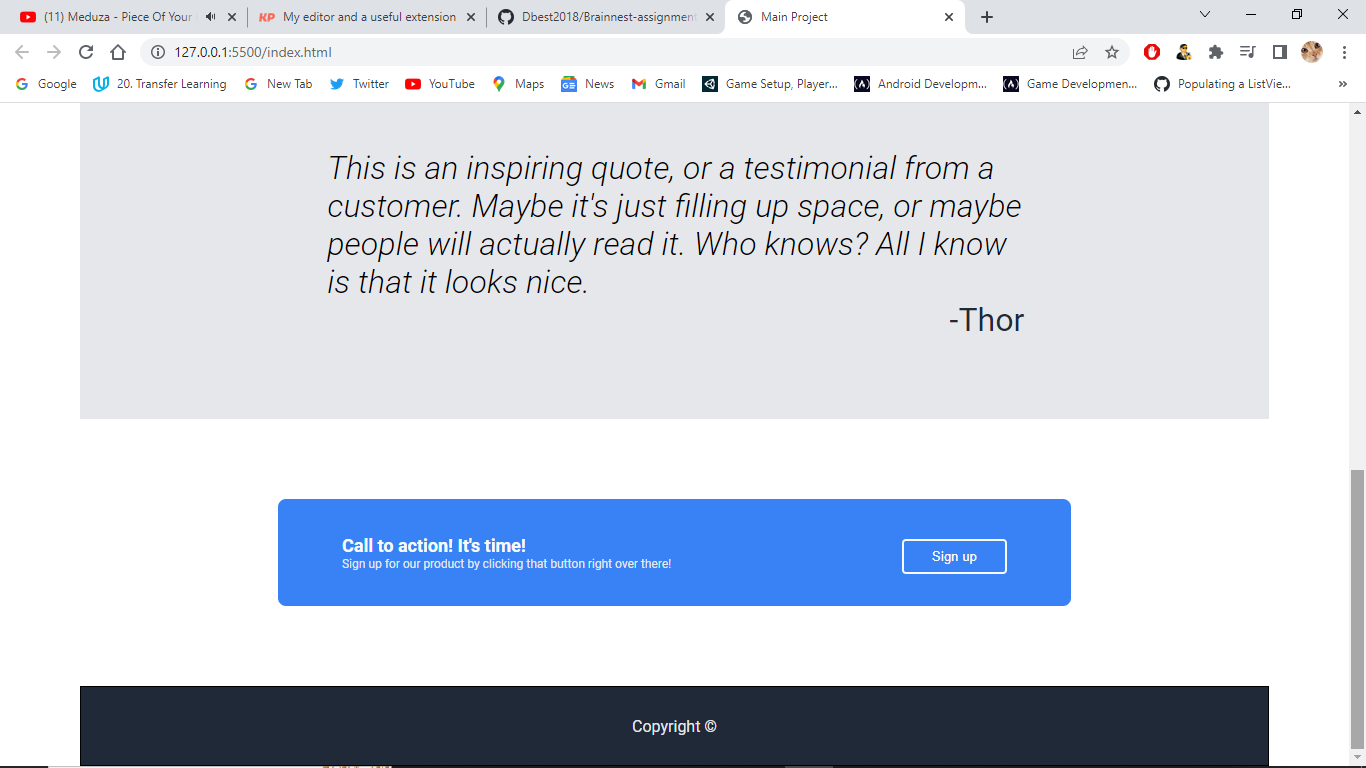 (11) Meduza - Piece Of Your
KP My editor and a useful extension
Dbest2018/Brainnest-assignment
Main Project
127.0.0.1:5500/index.html
Google
20. Transfer Learning
New Tab
Twitter
YouTube
Maps
News
Gmail
Game Setup, Player...
Android Developm...
Game Developmen...
Populating a ListVie...
»
This is an inspiring quote, or a testimonial from a
customer. Maybe it's just filling up space, or maybe
people will actually read it. Who knows? All I know
is that it looks nice.
-Thor
Call to action! It's time!
Sign up for our product by clicking that button right over there!
Sign up
Copyright ©